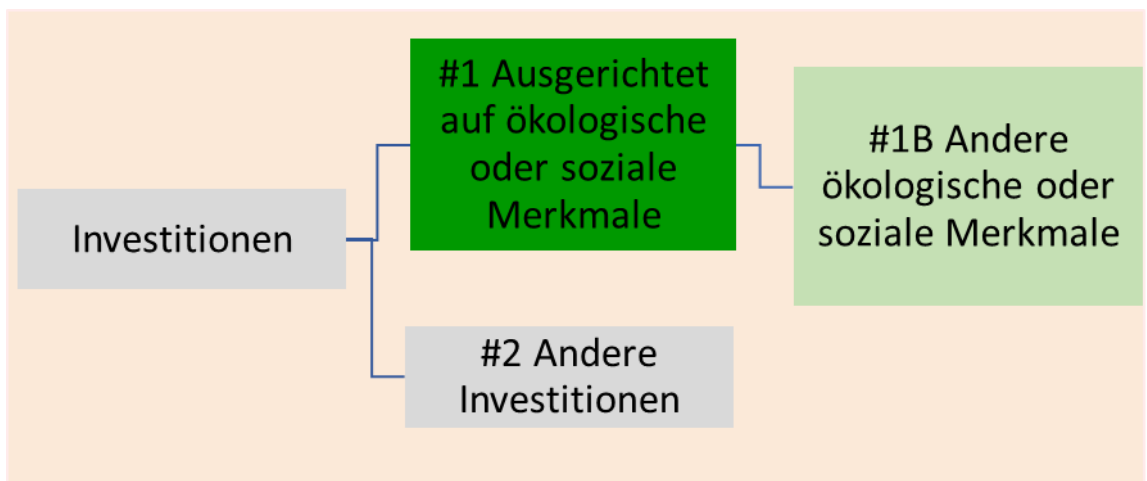 Investitionen
#1 Ausgerichtet
auf ökologische
oder soziale
Merkmale
#1B Andere
ökologische oder
soziale Merkmale
#2 Andere
Investitionen